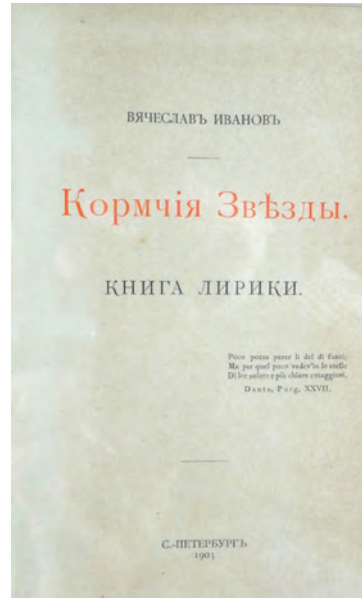 ВЯЧЕСЛАВЪ ИВАНОВЪ
Кормчія Звѣзды.
КНИГА ЛИРИКИ.
Poco potea parer lì del di fuori;
Ma per quel poco vedev'io le stelle
Di lor solere e più chiare e maggiori.
Dante, Purg. XXVII.
С.-ПЕТЕРБУРГЪ
1903